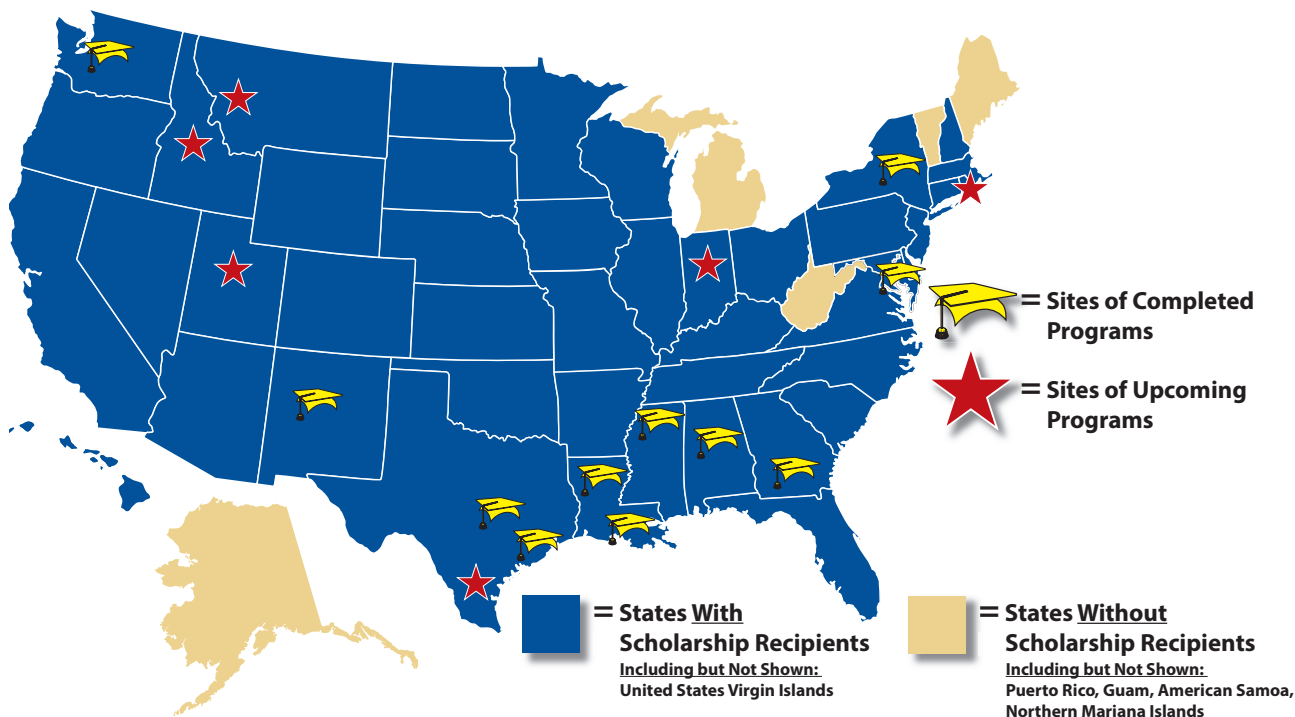 = Sites of Completed
Programs
= Sites of Upcoming
Programs
= States With
Scholarship Recipients
Including but Not Shown:
United States Virgin Islands
= States Without
Scholarship Recipients
Including but Not Shown:
Puerto Rico, Guam, American Samoa,
Northern Mariana Islands